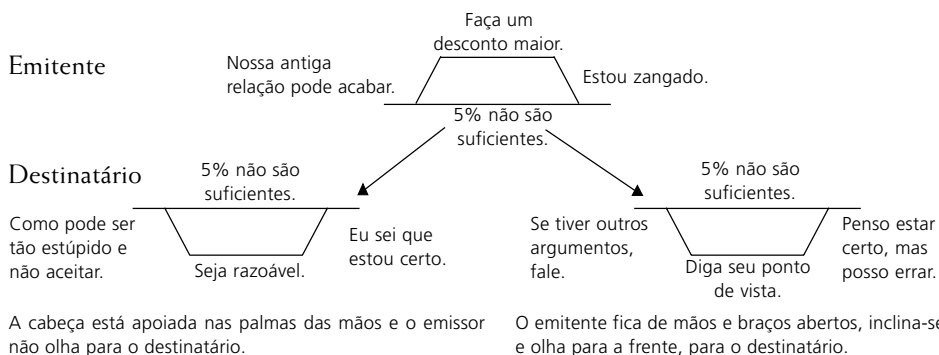 Faça um
desconto maior.
Emitente
Nossa antiga
relação pode acabar.
Estou zangado.
5% não são
suficientes.
Destinatário
5% não são
suficientes.
Como pode ser
tão estúpido e
não aceitar.
Seja razoável.
Eu sei que
estou certo.
5% não são
suficientes.
Se tiver outros
argumentos,
fale.
Diga seu ponto
de vista.
Penso estar
certo, mas
posso errar.
A cabeça está apoiada nas palmas das mãos e o emissor
não olha para o destinatário.
O emitente fica de mãos e braços abertos, inclina-se
e olha para a frente, para o destinatário.